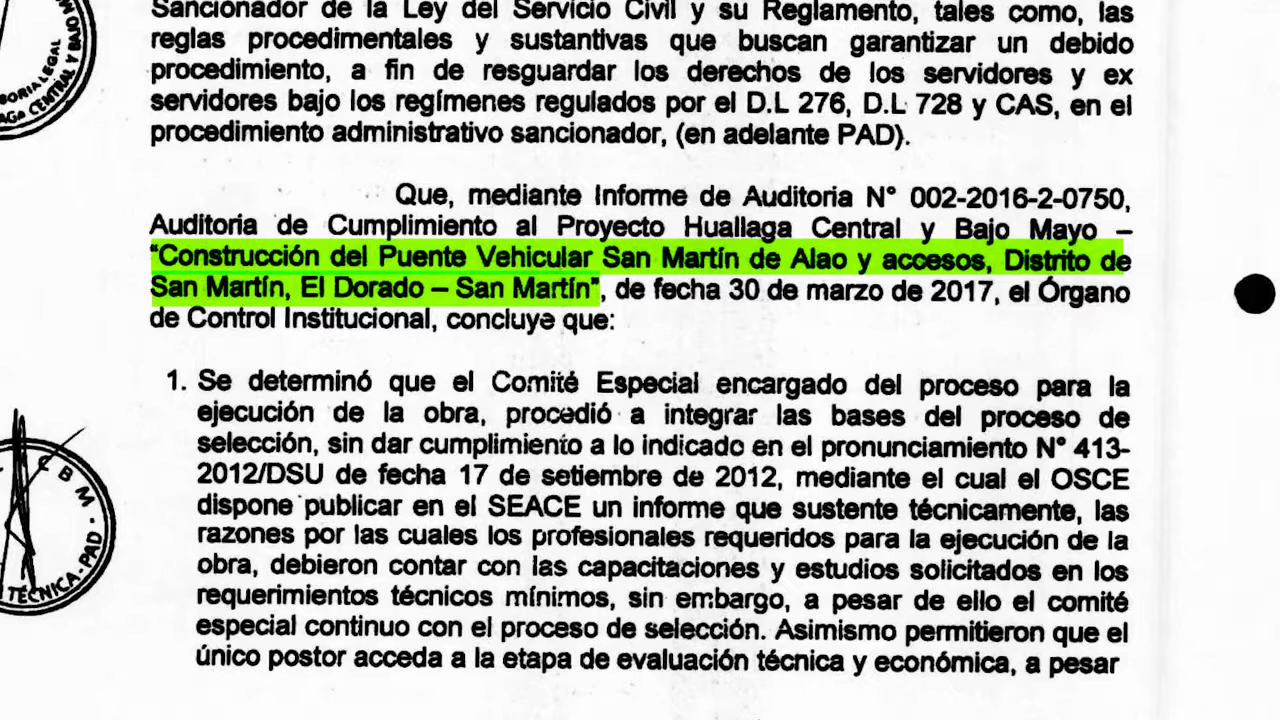 Sancionador de la Ley del Servicio Civil y su Reglamento, tales como, las
reglas procedimentales y sustantivas que buscan garantizar un debido
procedimiento, a fin de resguardar los derechos de los servidores y ex
servidores bajo los regímenes regulados por el D.L 276, D.L 728 y CAS, en el
procedimiento administrativo sancionador, (en adelante PAD).
Que, mediante Informe de Auditoria N° 002-2016-2-0750,
Auditoria de Cumplimiento al Proyecto Huallaga Central y Bajo Mayo –
"Construcción del Puente Vehicular San Martín de Alao y accesos, Distrito de
San Martín, El Dorado – San Martín", de fecha 30 de marzo de 2017, el Órgano
de Control Institucional, concluye que:
1. Se determinó que el Comité Especial encargado del proceso para la
ejecución de la obra, procedió a integrar las bases del proceso de
selección, sin dar cumplimiento a lo indicado en el pronunciamiento N° 413-
2012/DSU de fecha 17 de setiembre de 2012, mediante el cual el OSCE
dispone publicar en el SEACE un informe que sustente técnicamente, las
razones por las cuales los profesionales requeridos para la ejecución de la
obra, debieron contar con las capacitaciones y estudios solicitados en los
requerimientos técnicos mínimos, sin embargo, a pesar de ello el comité
especial continuo con el proceso de selección. Asimismo permitieron que el
único postor acceda a la etapa de evaluación técnica y económica, a pesar
CBM
TÉCNICA - PAD -